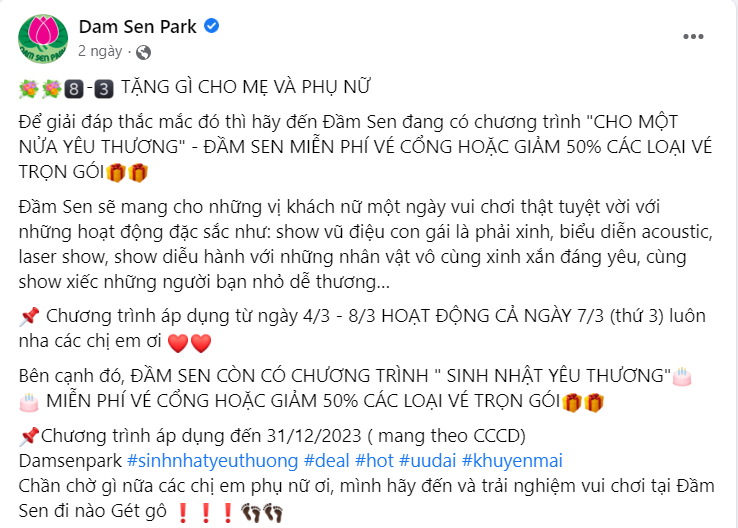 DAM SEN PARK
Dam Sen Park
2 ngày ·
💐💐8-3 TẶNG GÌ CHO MẸ VÀ PHỤ NỮ
Để giải đáp thắc mắc đó thì hãy đến Đầm Sen đang có chương trình "CHO MỘT
NỬA YÊU THƯƠNG" - ĐẦM SEN MIỄN PHÍ VÉ CỔNG HOẶC GIẢM 50% CÁC LOẠI VÉ
TRỌN GÓI🎁🎁
Đầm Sen sẽ mang cho những vị khách nữ một ngày vui chơi thật tuyệt vời với
những hoạt động đặc sắc như: show vũ điệu con gái là phải xinh, biểu diễn acoustic,
laser show, show diễu hành với những nhân vật vô cùng xinh xắn đáng yêu, cùng
show xiếc những người bạn nhỏ dễ thương...
📌 Chương trình áp dụng từ ngày 4/3 - 8/3 HOẠT ĐỘNG CẢ NGÀY 7/3 (thứ 3) luôn
nha các chị em ơi ♥️♥️
Bên cạnh đó, ĐẦM SEN CÒN CÓ CHƯƠNG TRÌNH " SINH NHẬT YÊU THƯƠNG"🎂
🎂 MIỄN PHÍ VÉ CỔNG HOẶC GIẢM 50% CÁC LOẠI VÉ TRỌN GÓI🎁🎁
📌Chương trình áp dụng đến 31/12/2023 ( mang theo CCCD)
Damsenpark #sinhnhatyeuthuong #deal #hot #uudai #khuyenmai
Chần chờ gì nữa các chị em phụ nữ ơi, mình hãy đến và trải nghiệm vui chơi tại Đầm
Sen đi nào Gét gô ❗❗❗👣👣